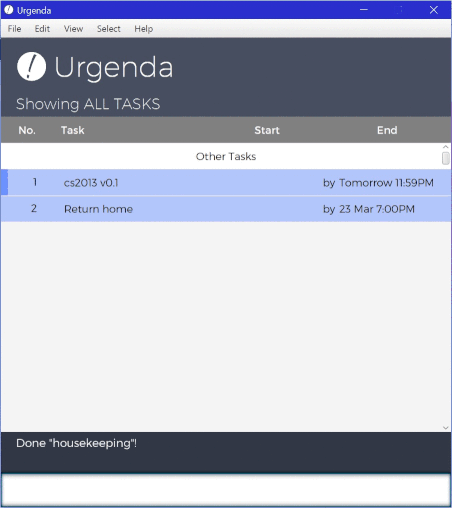 Urgenda
File Edit View Select Help
Urgenda
Showing ALL TASKS
No. Task Start End
Other Tasks
1 cs2013 v0.1 by Tomorrow 11:59PM
2 Return home by 23 Mar 7:00PM
Done "housekeeping"!